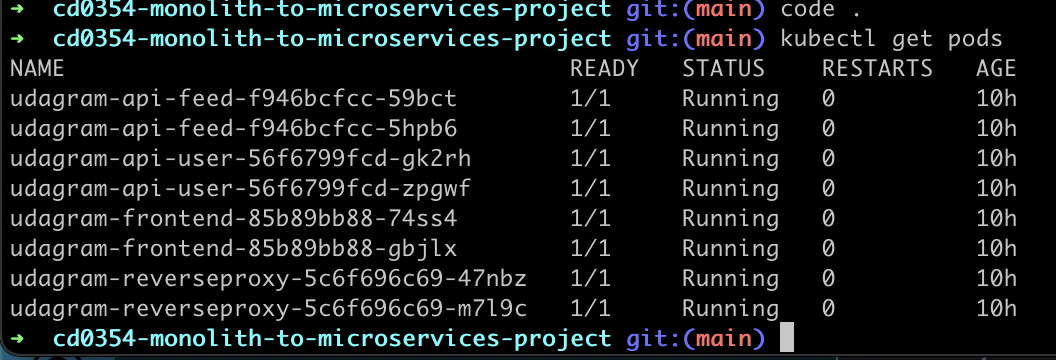 ➜  cd0354-monolith-to-microservices-project git:(main) code .
➜  cd0354-monolith-to-microservices-project git:(main) kubectl get pods
NAME                                    READY   STATUS    RESTARTS   AGE
udagram-api-feed-f946bcfcc-59bct        1/1     Running   0          10h
udagram-api-feed-f946bcfcc-5hpb6        1/1     Running   0          10h
udagram-api-user-56f6799fcd-gk2rh       1/1     Running   0          10h
udagram-api-user-56f6799fcd-zpgwf       1/1     Running   0          10h
udagram-frontend-85b89bb88-74ss4        1/1     Running   0          10h
udagram-frontend-85b89bb88-gbjlx        1/1     Running   0          10h
udagram-reverseproxy-5c6f696c69-47nbz   1/1     Running   0          10h
udagram-reverseproxy-5c6f696c69-m7l9c   1/1     Running   0          10h
➜  cd0354-monolith-to-microservices-project git:(main)